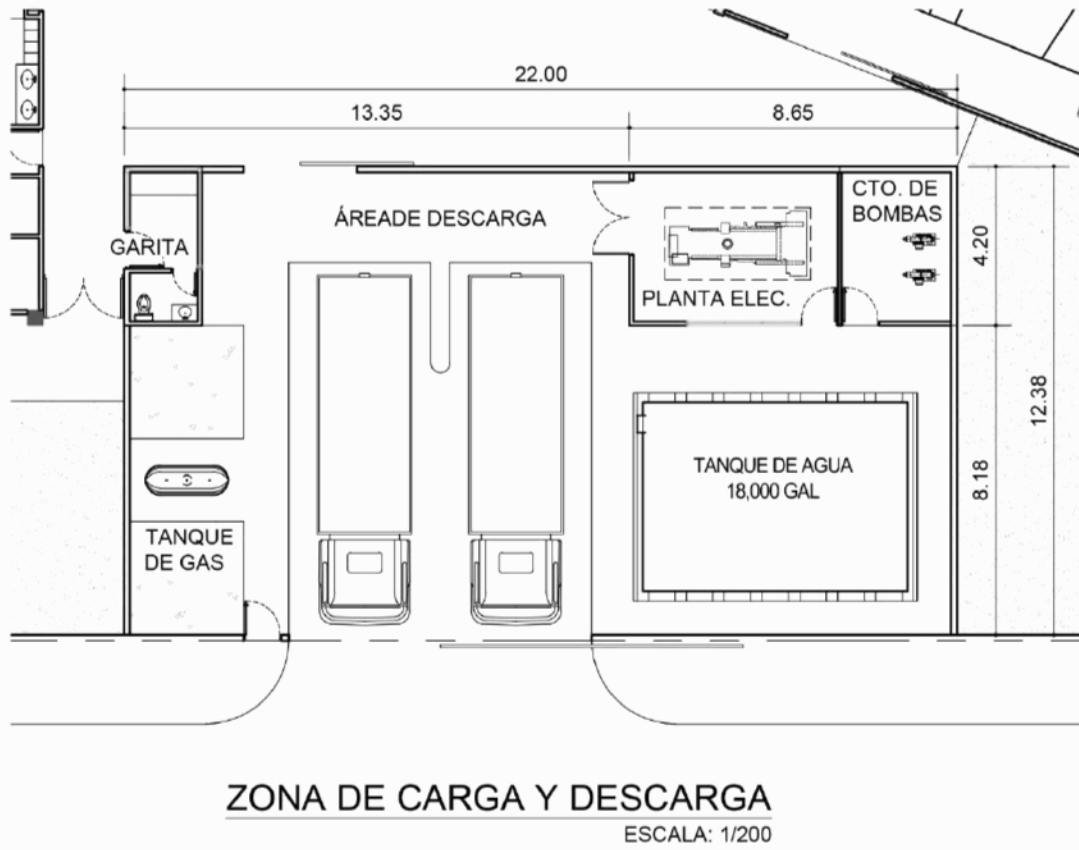 22.00
13.35
8.65
CTO. DE
BOMBAS
ÁREADE DESCARGA
GARITA
4.20
PLANTA ELEC.
12.38
TANQUE DE AGUA
18,000 GAL
8.18
TANQUE
DE GAS
ZONA DE CARGA Y DESCARGA
ESCALA: 1/200